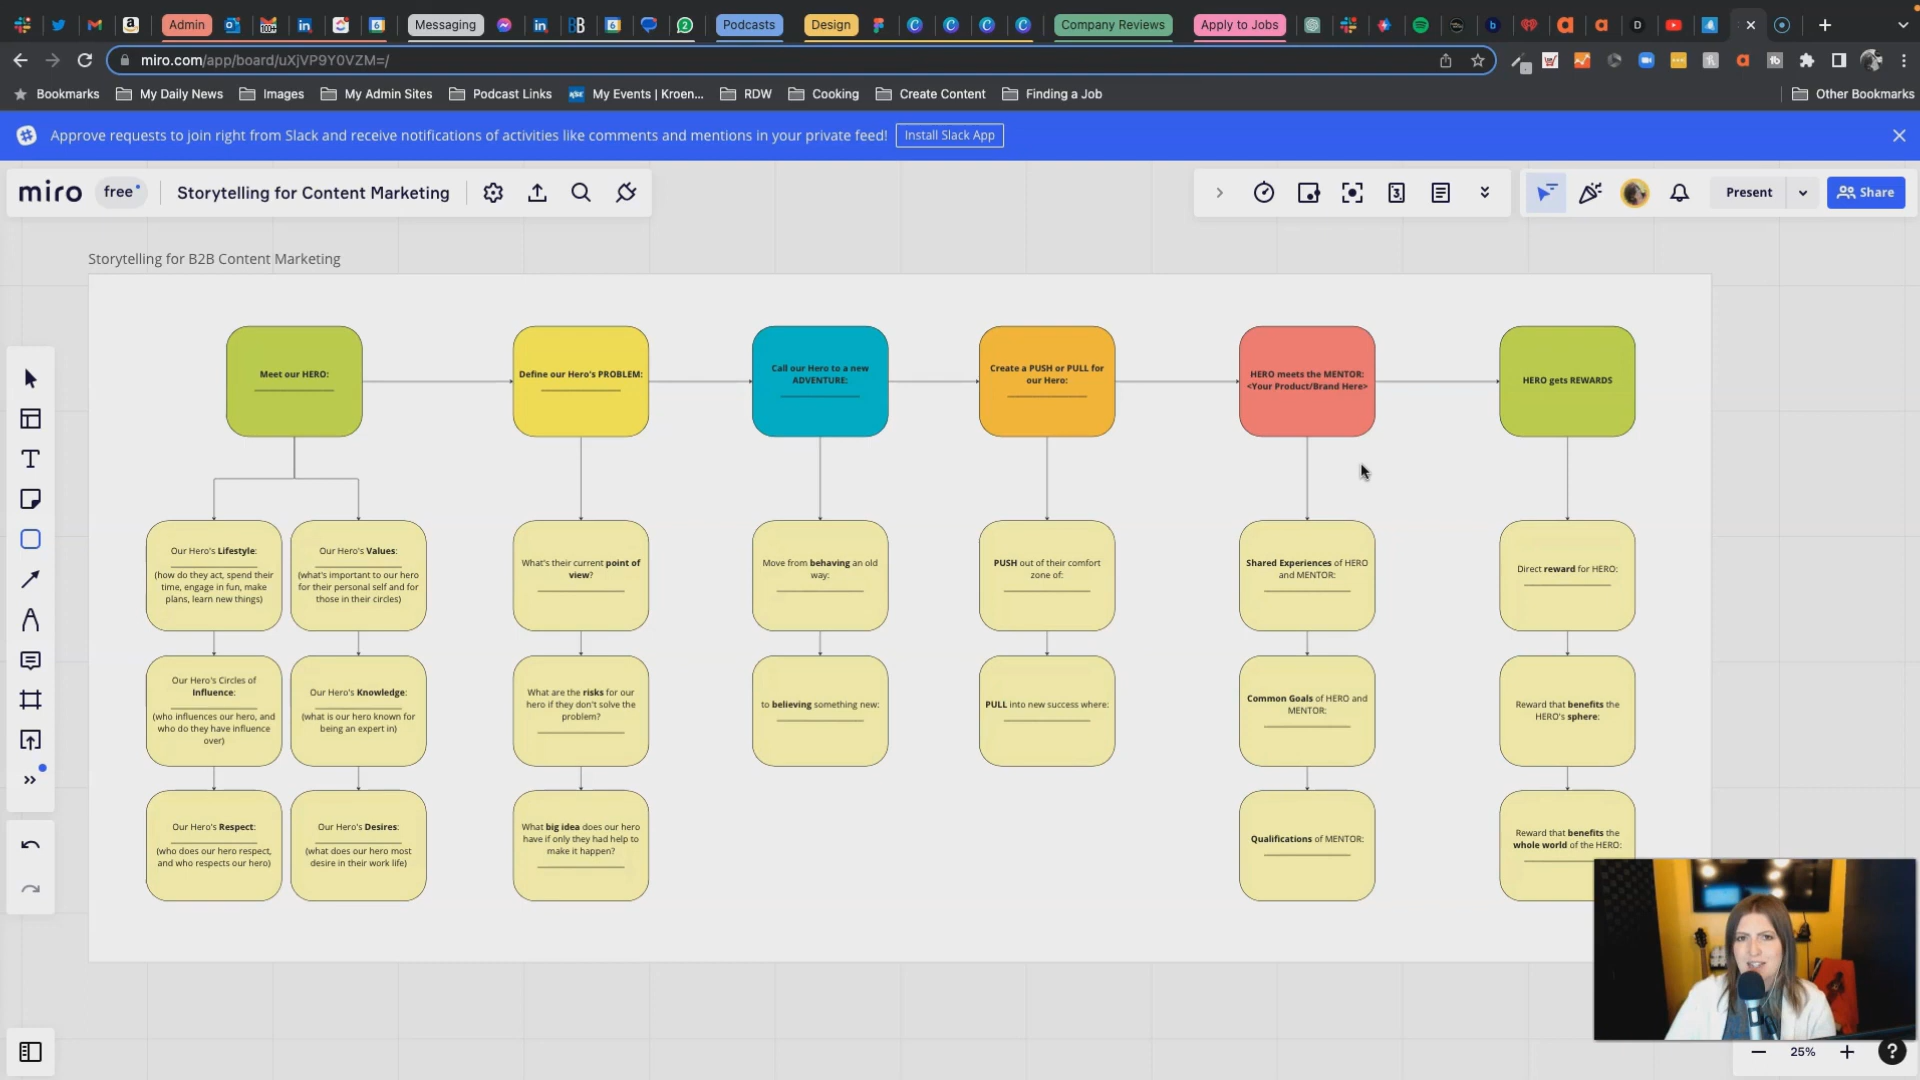 Admin
Messaging
Podcasts
Design
Company Reviews
Apply to Jobs
miro.com/app/board/uXjVP9Y0VZM=/
Bookmarks
My Daily News
Images
My Admin Sites
Podcast Links
My Events | Kroen...
RDW
Cooking
Create Content
Finding a Job
Other Bookmarks
Approve requests to join right from Slack and receive notifications of activities like comments and mentions in your private feed!
Install Slack App
miro
free
Storytelling for Content Marketing
Present
Share
Storytelling for B2B Content Marketing
Meet our HERO:
Define our Hero's PROBLEM:
Call our Hero to a new
ADVENTURE:
Create a PUSH or PULL for
our Hero:
HERO meets the MENTOR:
<Your Product/Brand Here>
HERO gets REWARDS
Our Hero's Lifestyle:
(how do they act, spend their
time, engage in fun, make
plans, learn new things)
Our Hero's Values:
(what's important to our hero
for their personal self and for
those in their circles)
What's their current point of
view?
Move from behaving an old
way:
PUSH out of their comfort
zone of:
Shared Experiences of HERO
and MENTOR:
Direct reward for HERO:
Our Hero's Circles of
Influence:
(who influences our hero, and
who do they have influence
over)
Our Hero's Knowledge:
(what is our hero known for
being an expert in)
What are the risks for our
hero if they don't solve the
problem?
to believing something new:
PULL into new success where:
Common Goals of HERO and
MENTOR:
Reward that benefits the
HERO's sphere:
Our Hero's Respect:
(who does our hero respect,
and who respects our hero)
Our Hero's Desires:
(what does our hero most
desire in their work life)
What big idea does our hero
have if only they had help to
make it happen?
Qualifications of MENTOR:
Reward that benefits the
whole world of the HERO:
25%